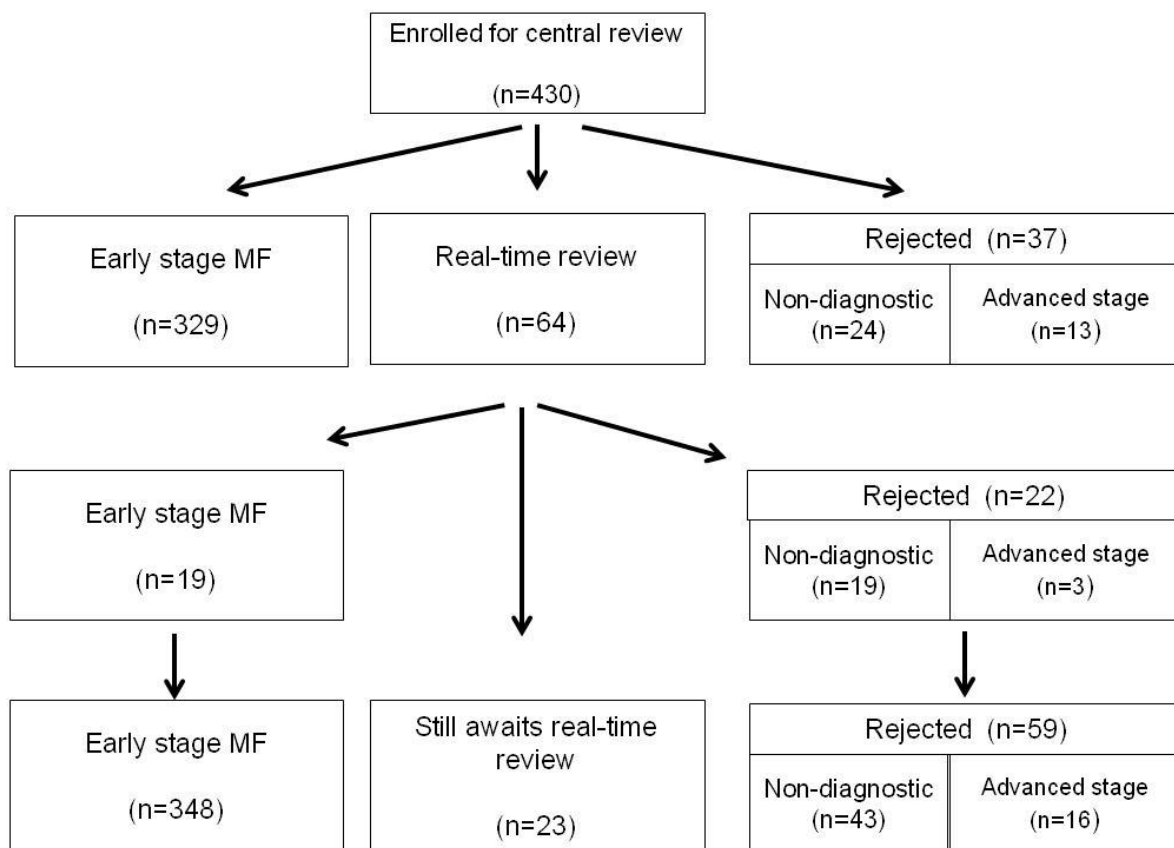 Enrolled for central review
(n=430)
Early stage MF
(n=329)
Real-time review
(n=64)
Rejected (n=37)
Non-diagnostic
(n=24)
Advanced stage
(n=13)
Early stage MF
(n=19)
Rejected (n=22)
Non-diagnostic
(n=19)
Advanced stage
(n=3)
Early stage MF
(n=348)
Still awaits real-time
review
(n=23)
Rejected (n=59)
Non-diagnostic
(n=43)
Advanced stage
(n=16)